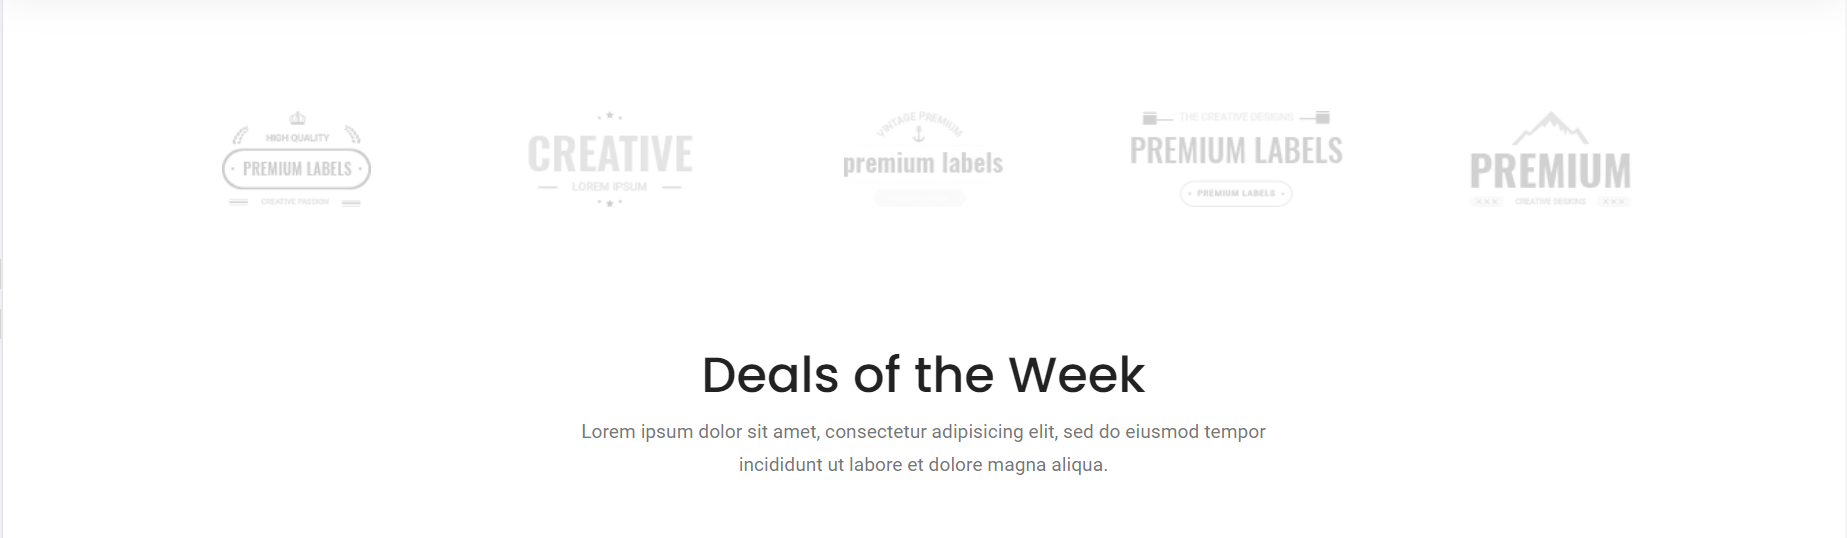 HIGH QUALITY
PREMIUM LABELS
CREATIVE PASSION
CREATIVE
LOREM IPSUM
VINTAGE PREMIUM
premium labels
THE CREATIVE DESIGNS
PREMIUM LABELS
PREMIUM LABELS
PREMIUM
CREATIVE DESIGNS
Deals of the Week
Lorem ipsum dolor sit amet, consectetur adipisicing elit, sed do eiusmod tempor
incididunt ut labore et dolore magna aliqua.